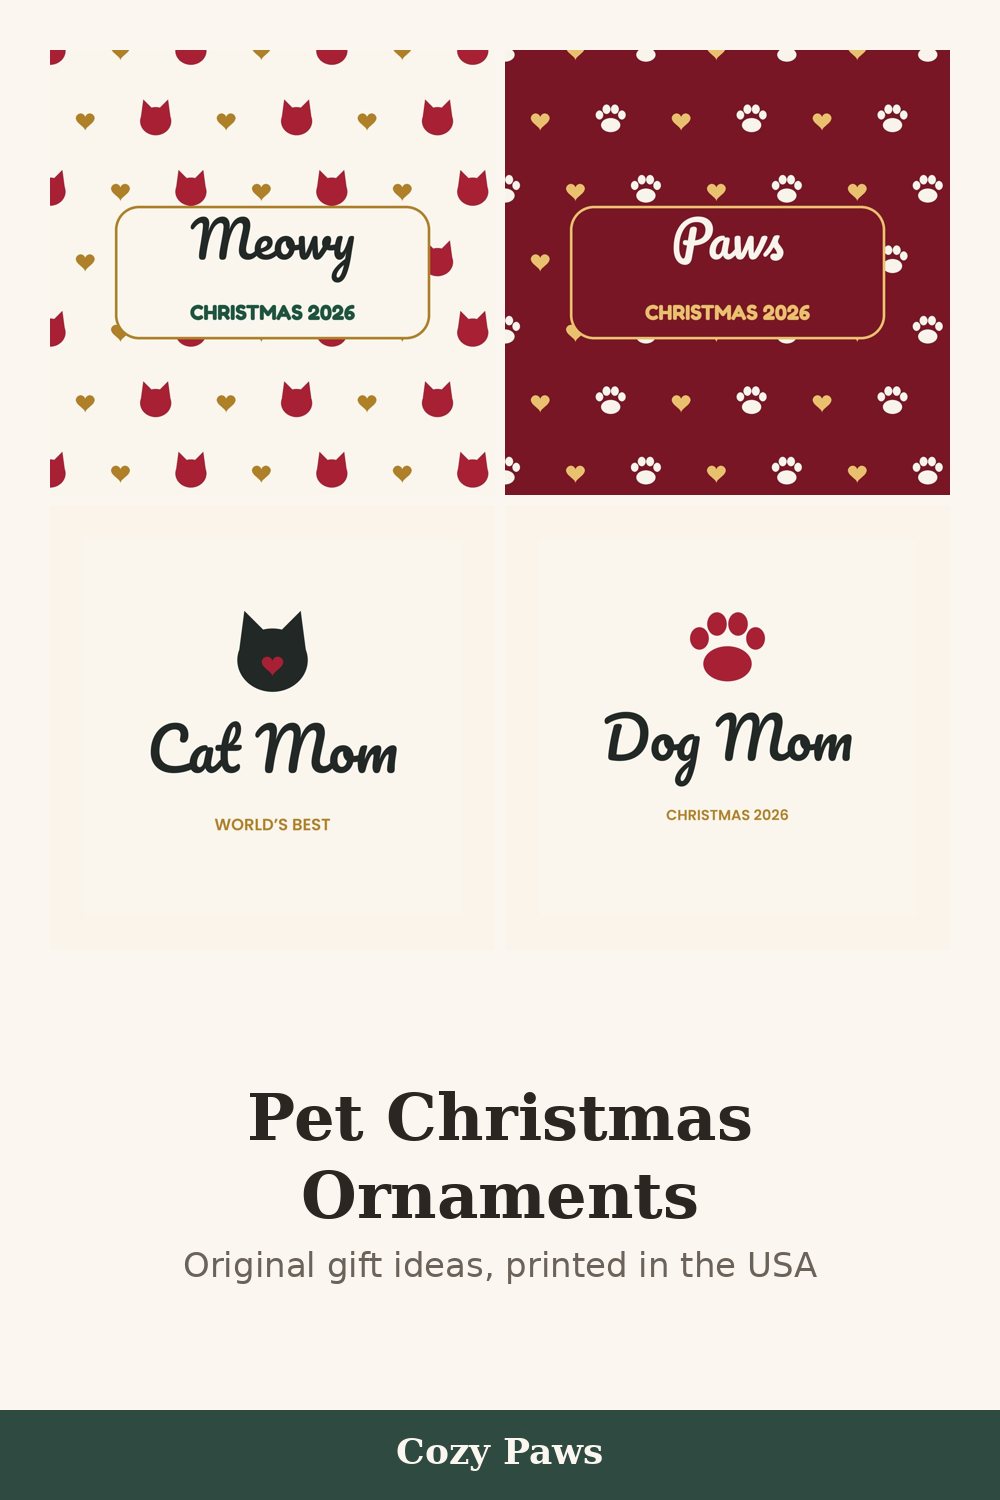 Meowy
CHRISTMAS 2026
Paws
CHRISTMAS 2026
Cat Mom
WORLD'S BEST
Dog Mom
CHRISTMAS 2026
Pet Christmas
Ornaments
Original gift ideas, printed in the USA
Cozy Paws